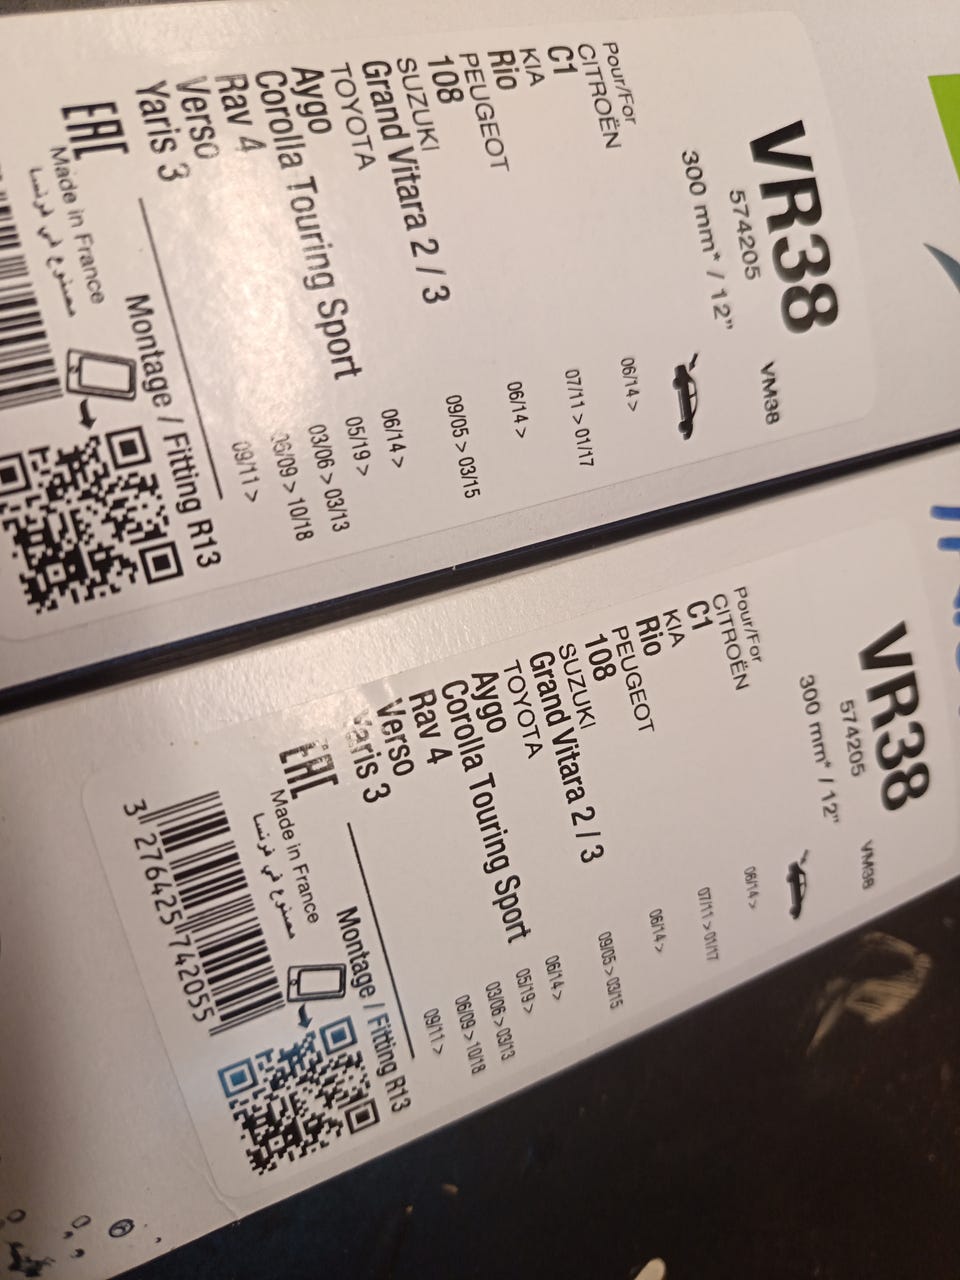 VR38
574205
VM38
300 mm* / 12"
Pour/For
CITROËN
C1 06/14 >
KIA
Rio 07/11 > 01/17
PEUGEOT
108 06/14 >
SUZUKI
Grand Vitara 2 / 3 09/05 > 03/15
TOYOTA
Aygo 06/14 >
Corolla Touring Sport 05/19 >
Rav 4 03/06 > 03/13
Verso 06/09 > 10/18
Yaris 3 09/11 >
EAC
Montage / Fitting R13
Made in France
مصنوع في فرنسا
VR38
574205
VM38
300 mm* / 12"
Pour/For
CITROËN
C1 06/14 >
KIA
Rio 07/11 > 01/17
PEUGEOT
108 06/14 >
SUZUKI
Grand Vitara 2 / 3 09/05 > 03/15
TOYOTA
Aygo 06/14 >
Corolla Touring Sport 05/19 >
Rav 4 03/06 > 03/13
Verso 06/09 > 10/18
Yaris 3 09/11 >
EAC
Montage / Fitting R13
Made in France
مصنوع في فرنسا
3 276425 742055